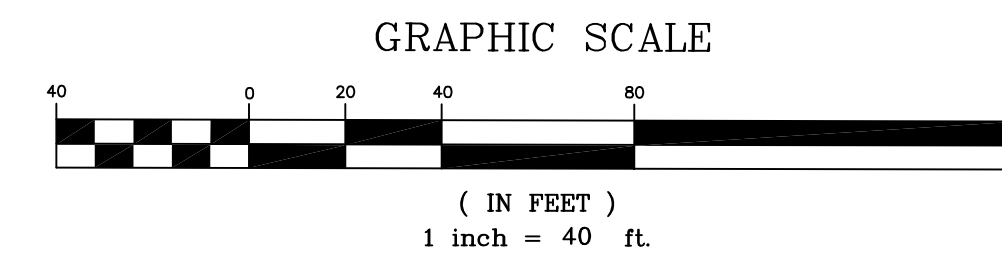 GRAPHIC SCALE
40 0 20 40 80
( IN FEET )
1 inch = 40 ft.